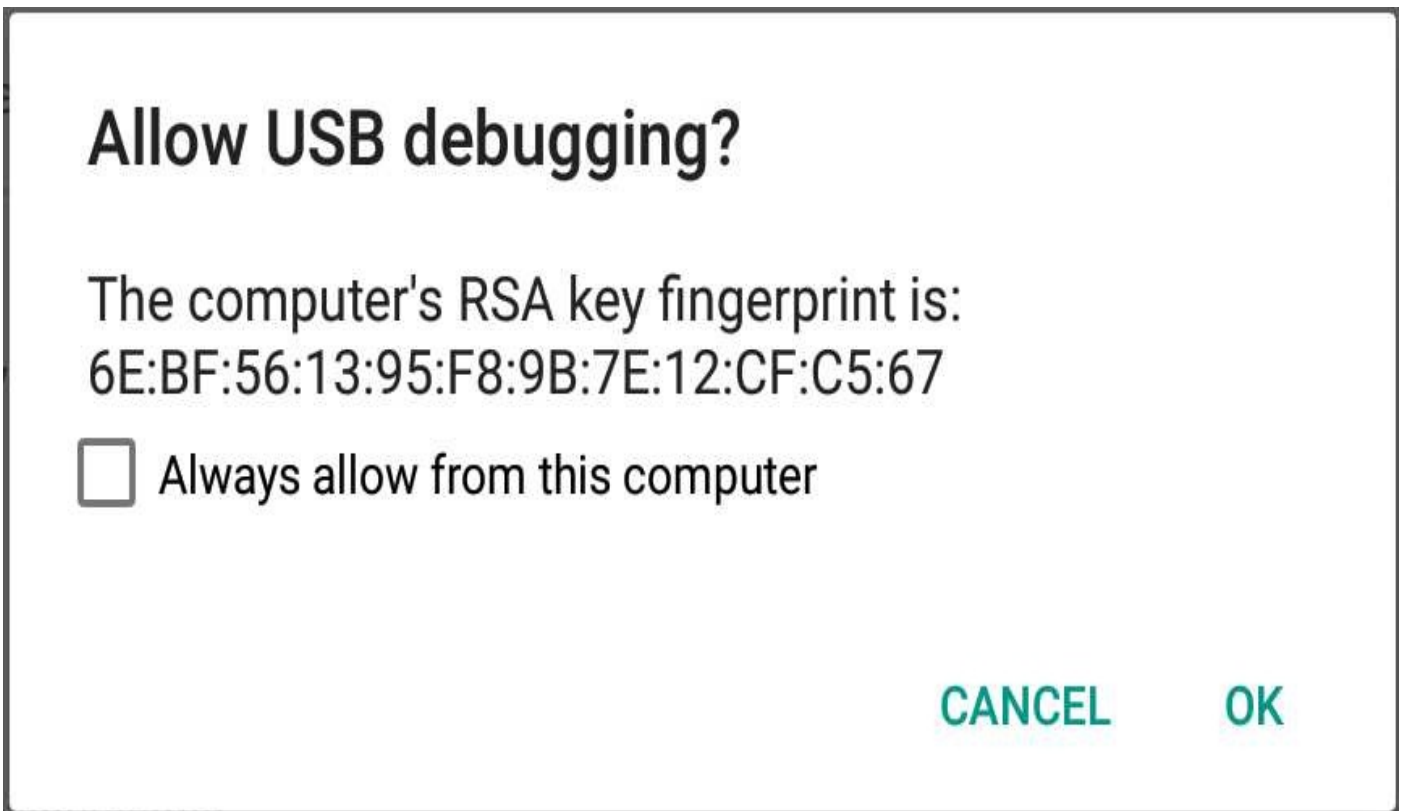 Allow USB debugging?
The computer's RSA key fingerprint is:
6E:BF:56:13:95:F8:9B:7E:12:CF:C5:67
Always allow from this computer
CANCEL OK